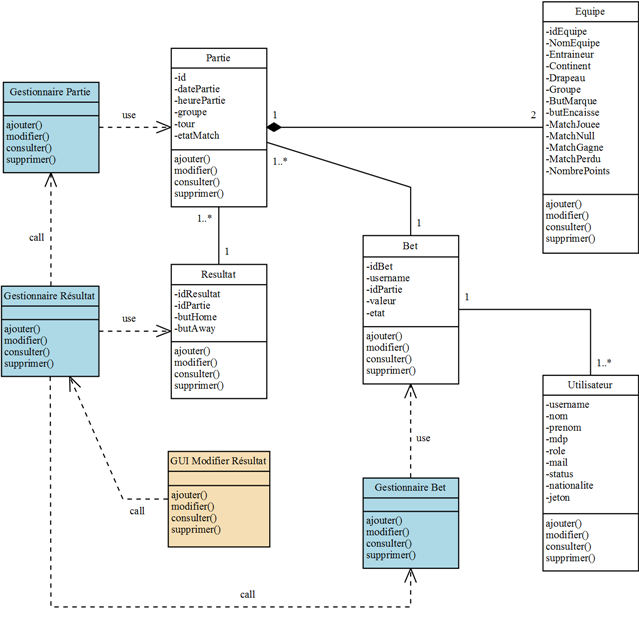 Equipe
-idEquipe
-NomEquipe
-Entraineur
-Continent
-Drapeau
-Groupe
-ButMarque
-butEncaisse
-MatchJouee
-MatchNull
-MatchGagne
-MatchPerdu
-NombrePoints
ajouter()
modifier()
consulter()
supprimer()
Partie
-id
-datePartie
-heurePartie
-groupe
-tour
-etatMatch
ajouter()
modifier()
consulter()
supprimer()
Gestionnaire Partie
ajouter()
modifier()
consulter()
supprimer()
use
1
2
1..*
1
1..*
1
call
Gestionnaire Résultat
ajouter()
modifier()
consulter()
supprimer()
use
Resultat
-idResultat
-idPartie
-butHome
-butAway
ajouter()
modifier()
consulter()
supprimer()
Bet
-idBet
-username
-idPartie
-valeur
-etat
ajouter()
modifier()
consulter()
supprimer()
1
1..*
Utilisateur
-username
-nom
-prenom
-mdp
-role
-mail
-status
-nationalite
-jeton
ajouter()
modifier()
consulter()
supprimer()
use
GUI Modifier Résultat
ajouter()
modifier()
consulter()
supprimer()
call
Gestionnaire Bet
ajouter()
modifier()
consulter()
supprimer()
call